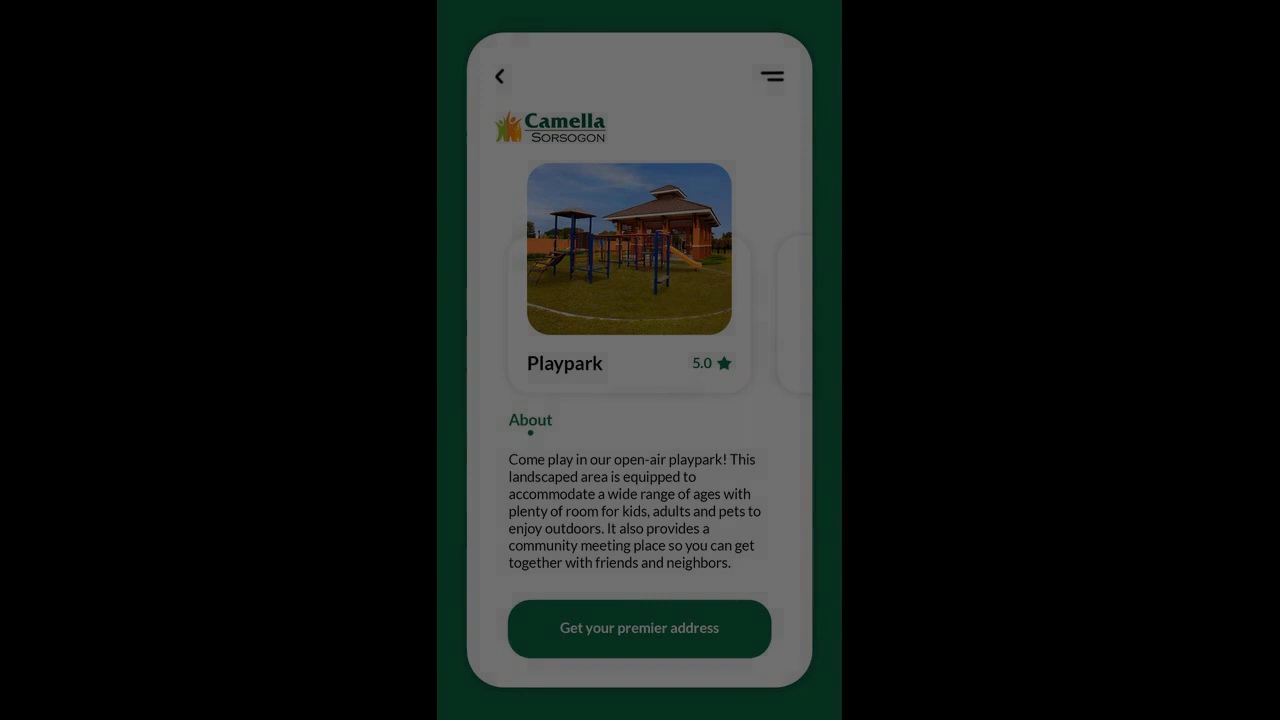 Camella
SORSOGON
Playpark
5.0
About
Come play in our open-air playpark! This
landscaped area is equipped to
accommodate a wide range of ages with
plenty of room for kids, adults and pets to
enjoy outdoors. It also provides a
community meeting place so you can get
together with friends and neighbors.
Get your premier address